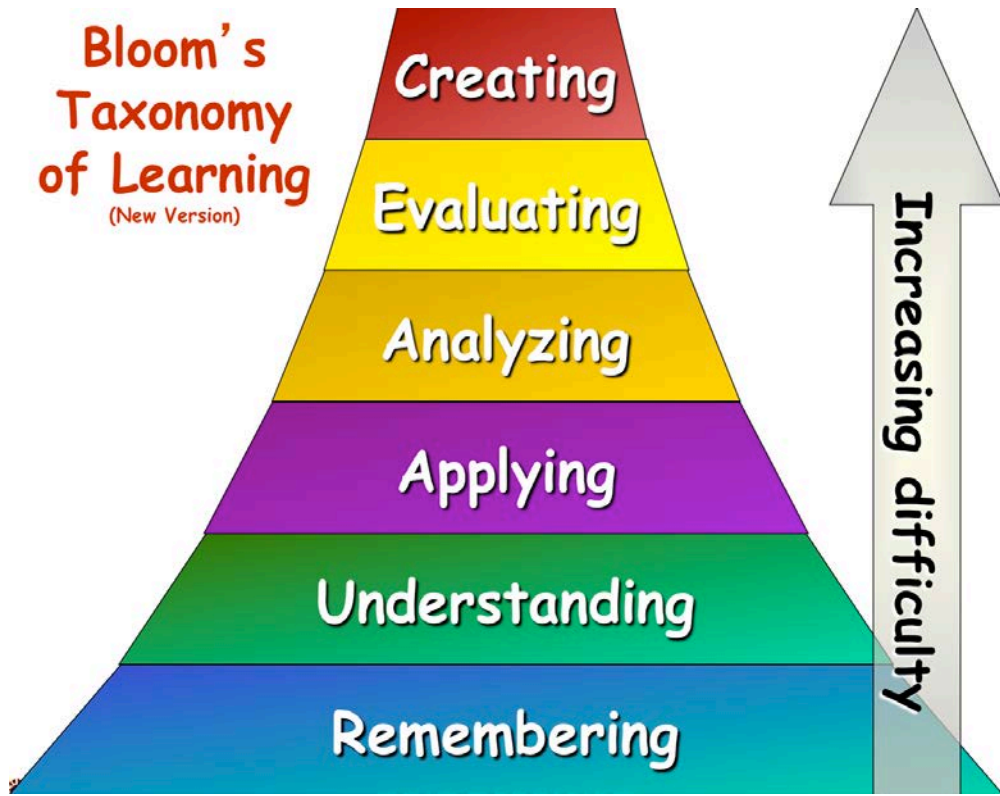 Bloom's
Taxonomy
of Learning
(New Version)
Creating
Evaluating
Analyzing
Applying
Understanding
Remembering
Increasing difficulty